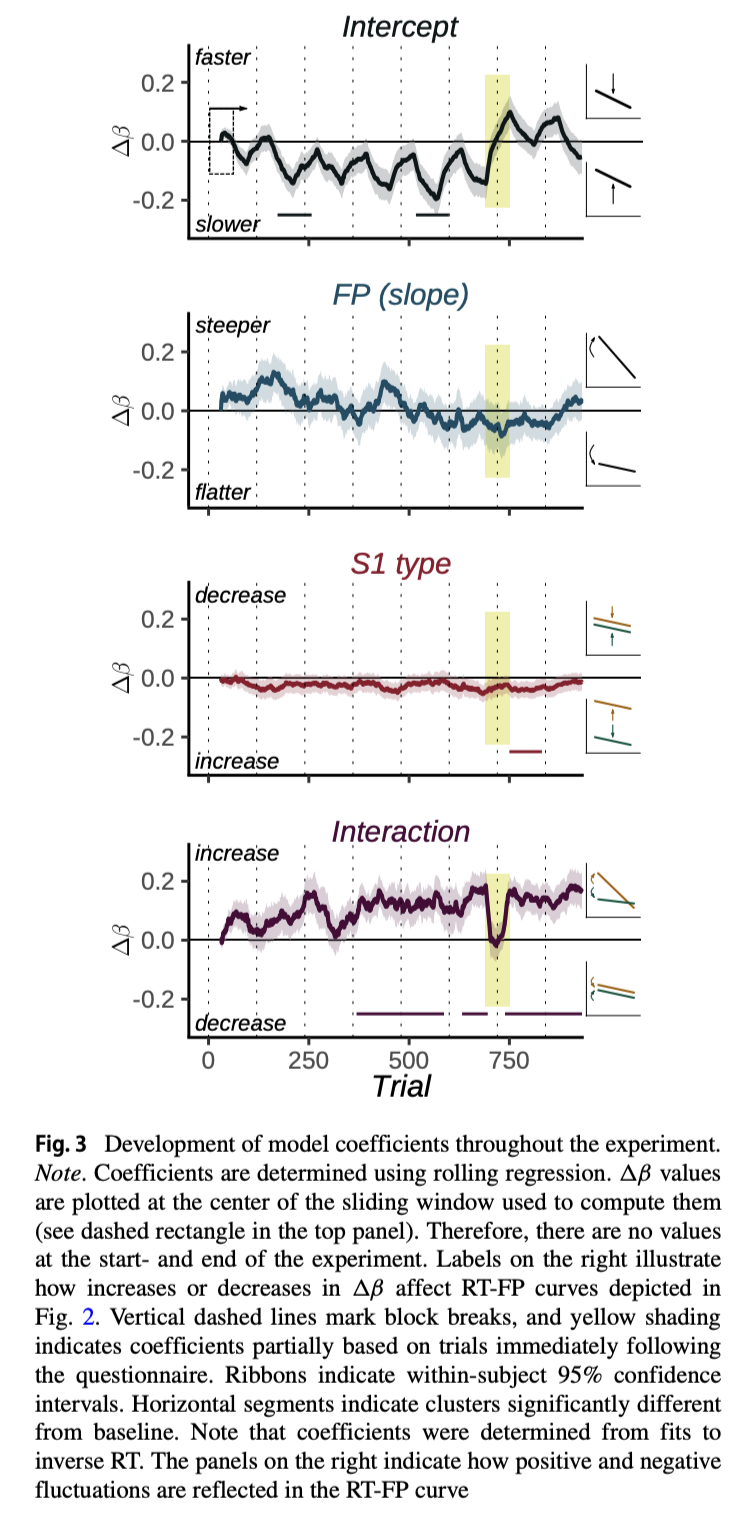 Intercept
faster
0.2
Δβ
0.0
-0.2
slower
FP (slope)
steeper
0.2
Δβ
0.0
-0.2
flatter
S1 type
decrease
0.2
Δβ
0.0
-0.2
increase
Interaction
increase
0.2
Δβ
0.0
-0.2
decrease
0 250 500 750
Trial
Fig. 3 Development of model coefficients throughout the experiment.
Note. Coefficients are determined using rolling regression. Δβ values
are plotted at the center of the sliding window used to compute them
(see dashed rectangle in the top panel). Therefore, there are no values
at the start- and end of the experiment. Labels on the right illustrate
how increases or decreases in Δβ affect RT-FP curves depicted in
Fig. 2. Vertical dashed lines mark block breaks, and yellow shading
indicates coefficients partially based on trials immediately following
the questionnaire. Ribbons indicate within-subject 95% confidence
intervals. Horizontal segments indicate clusters significantly different
from baseline. Note that coefficients were determined from fits to
inverse RT. The panels on the right indicate how positive and negative
fluctuations are reflected in the RT-FP curve